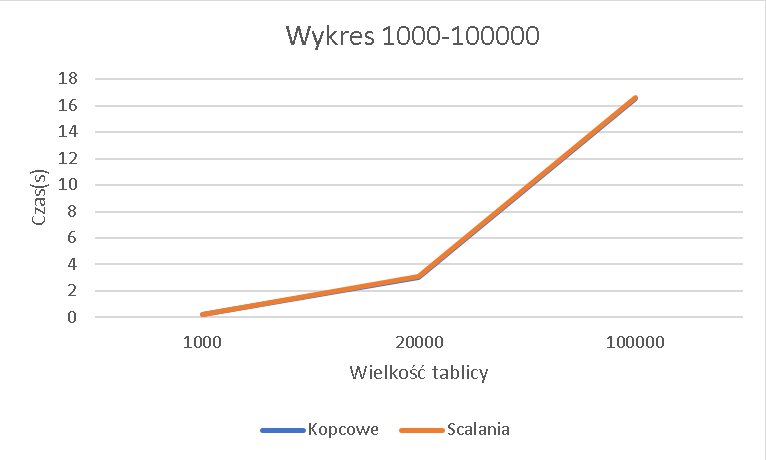 Wykres 1000-100000
18
16
14
12
10
8
6
4
2
0
Czas(s)
1000 20000 100000
Wielkość tablicy
Kopcowe Scalania